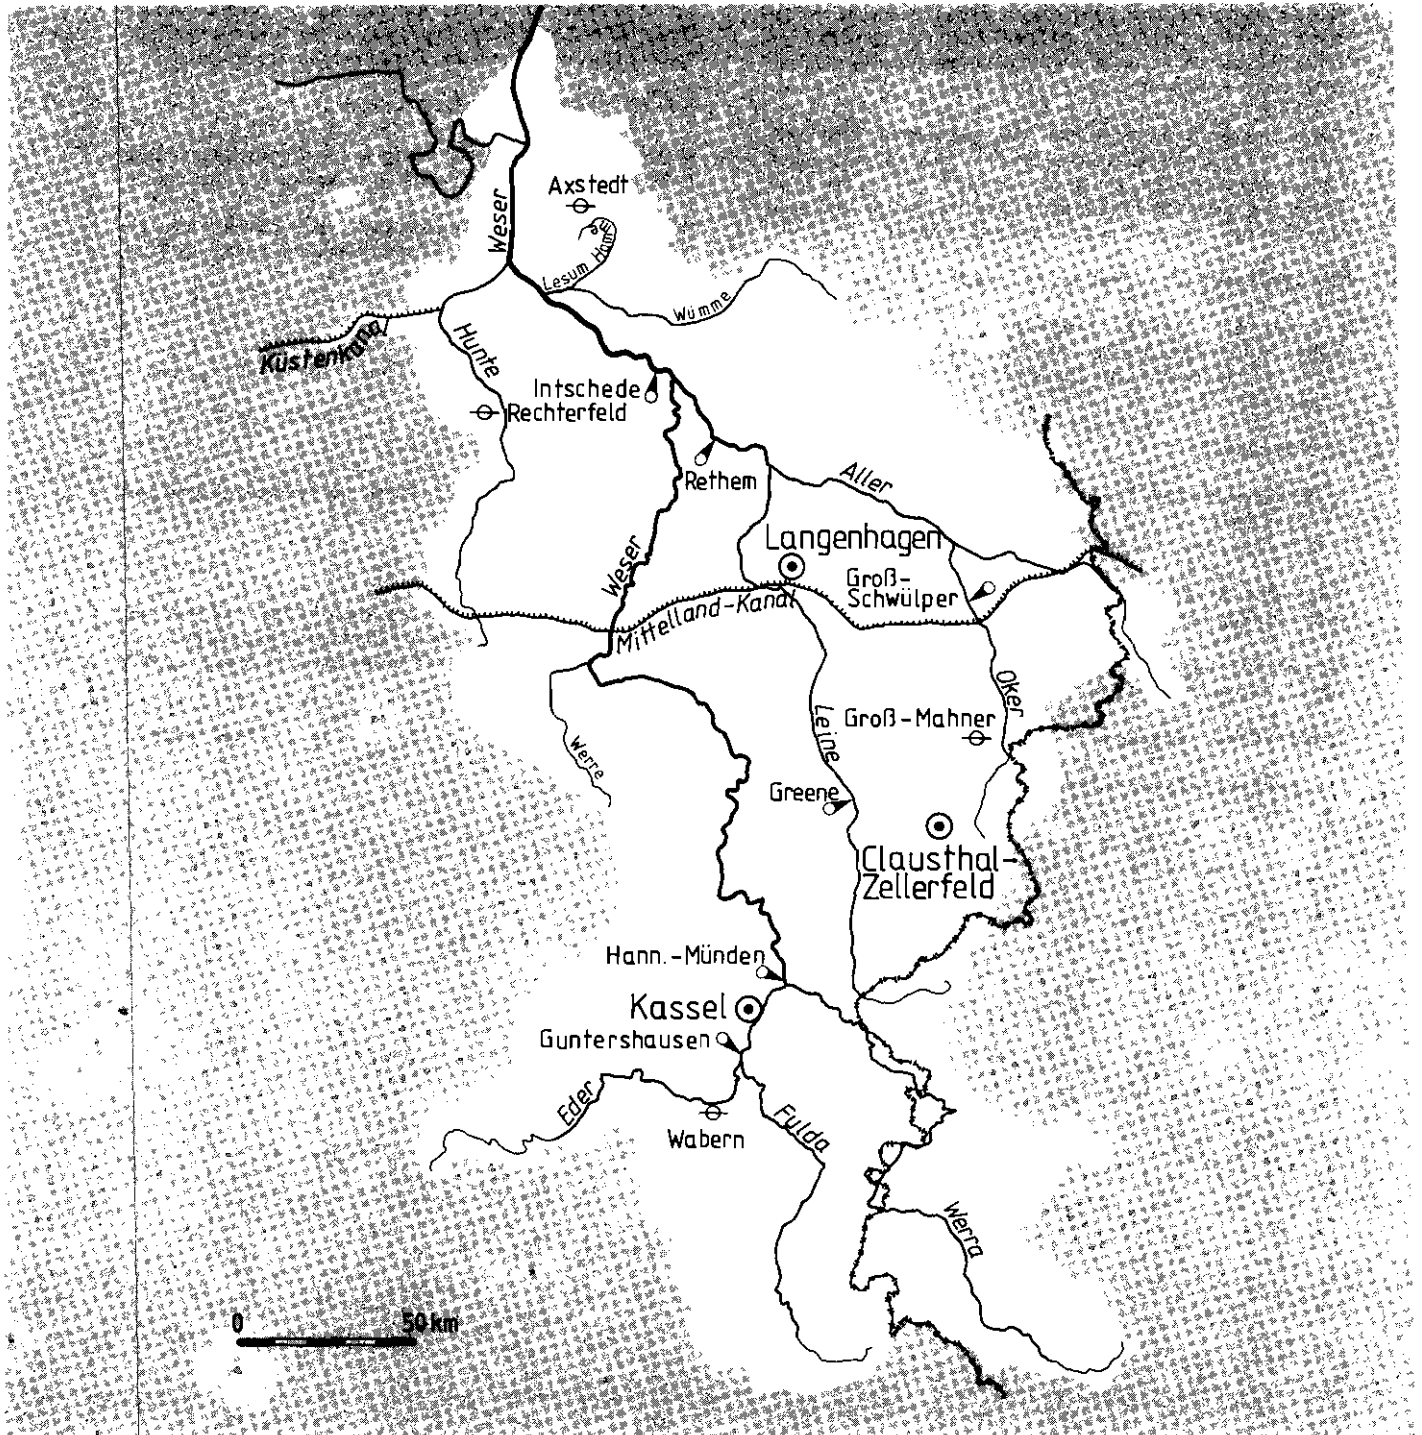 Axstedt
Weser
Lesum Hamme
Wümme
Küstenkanal
Hunte
Intschede
Rechterfeld
Rethem
Aller
Langenhagen
Weser
Groß-
Schwülper
Mittelland-Kanal
Oker
Leine
Groß-Mahner
Werre
Greene
Clausthal-
Zellerfeld
Hann.-Münden
Kassel
Guntershausen
Eder
Fulda
Wabern
Werra
0 50 km